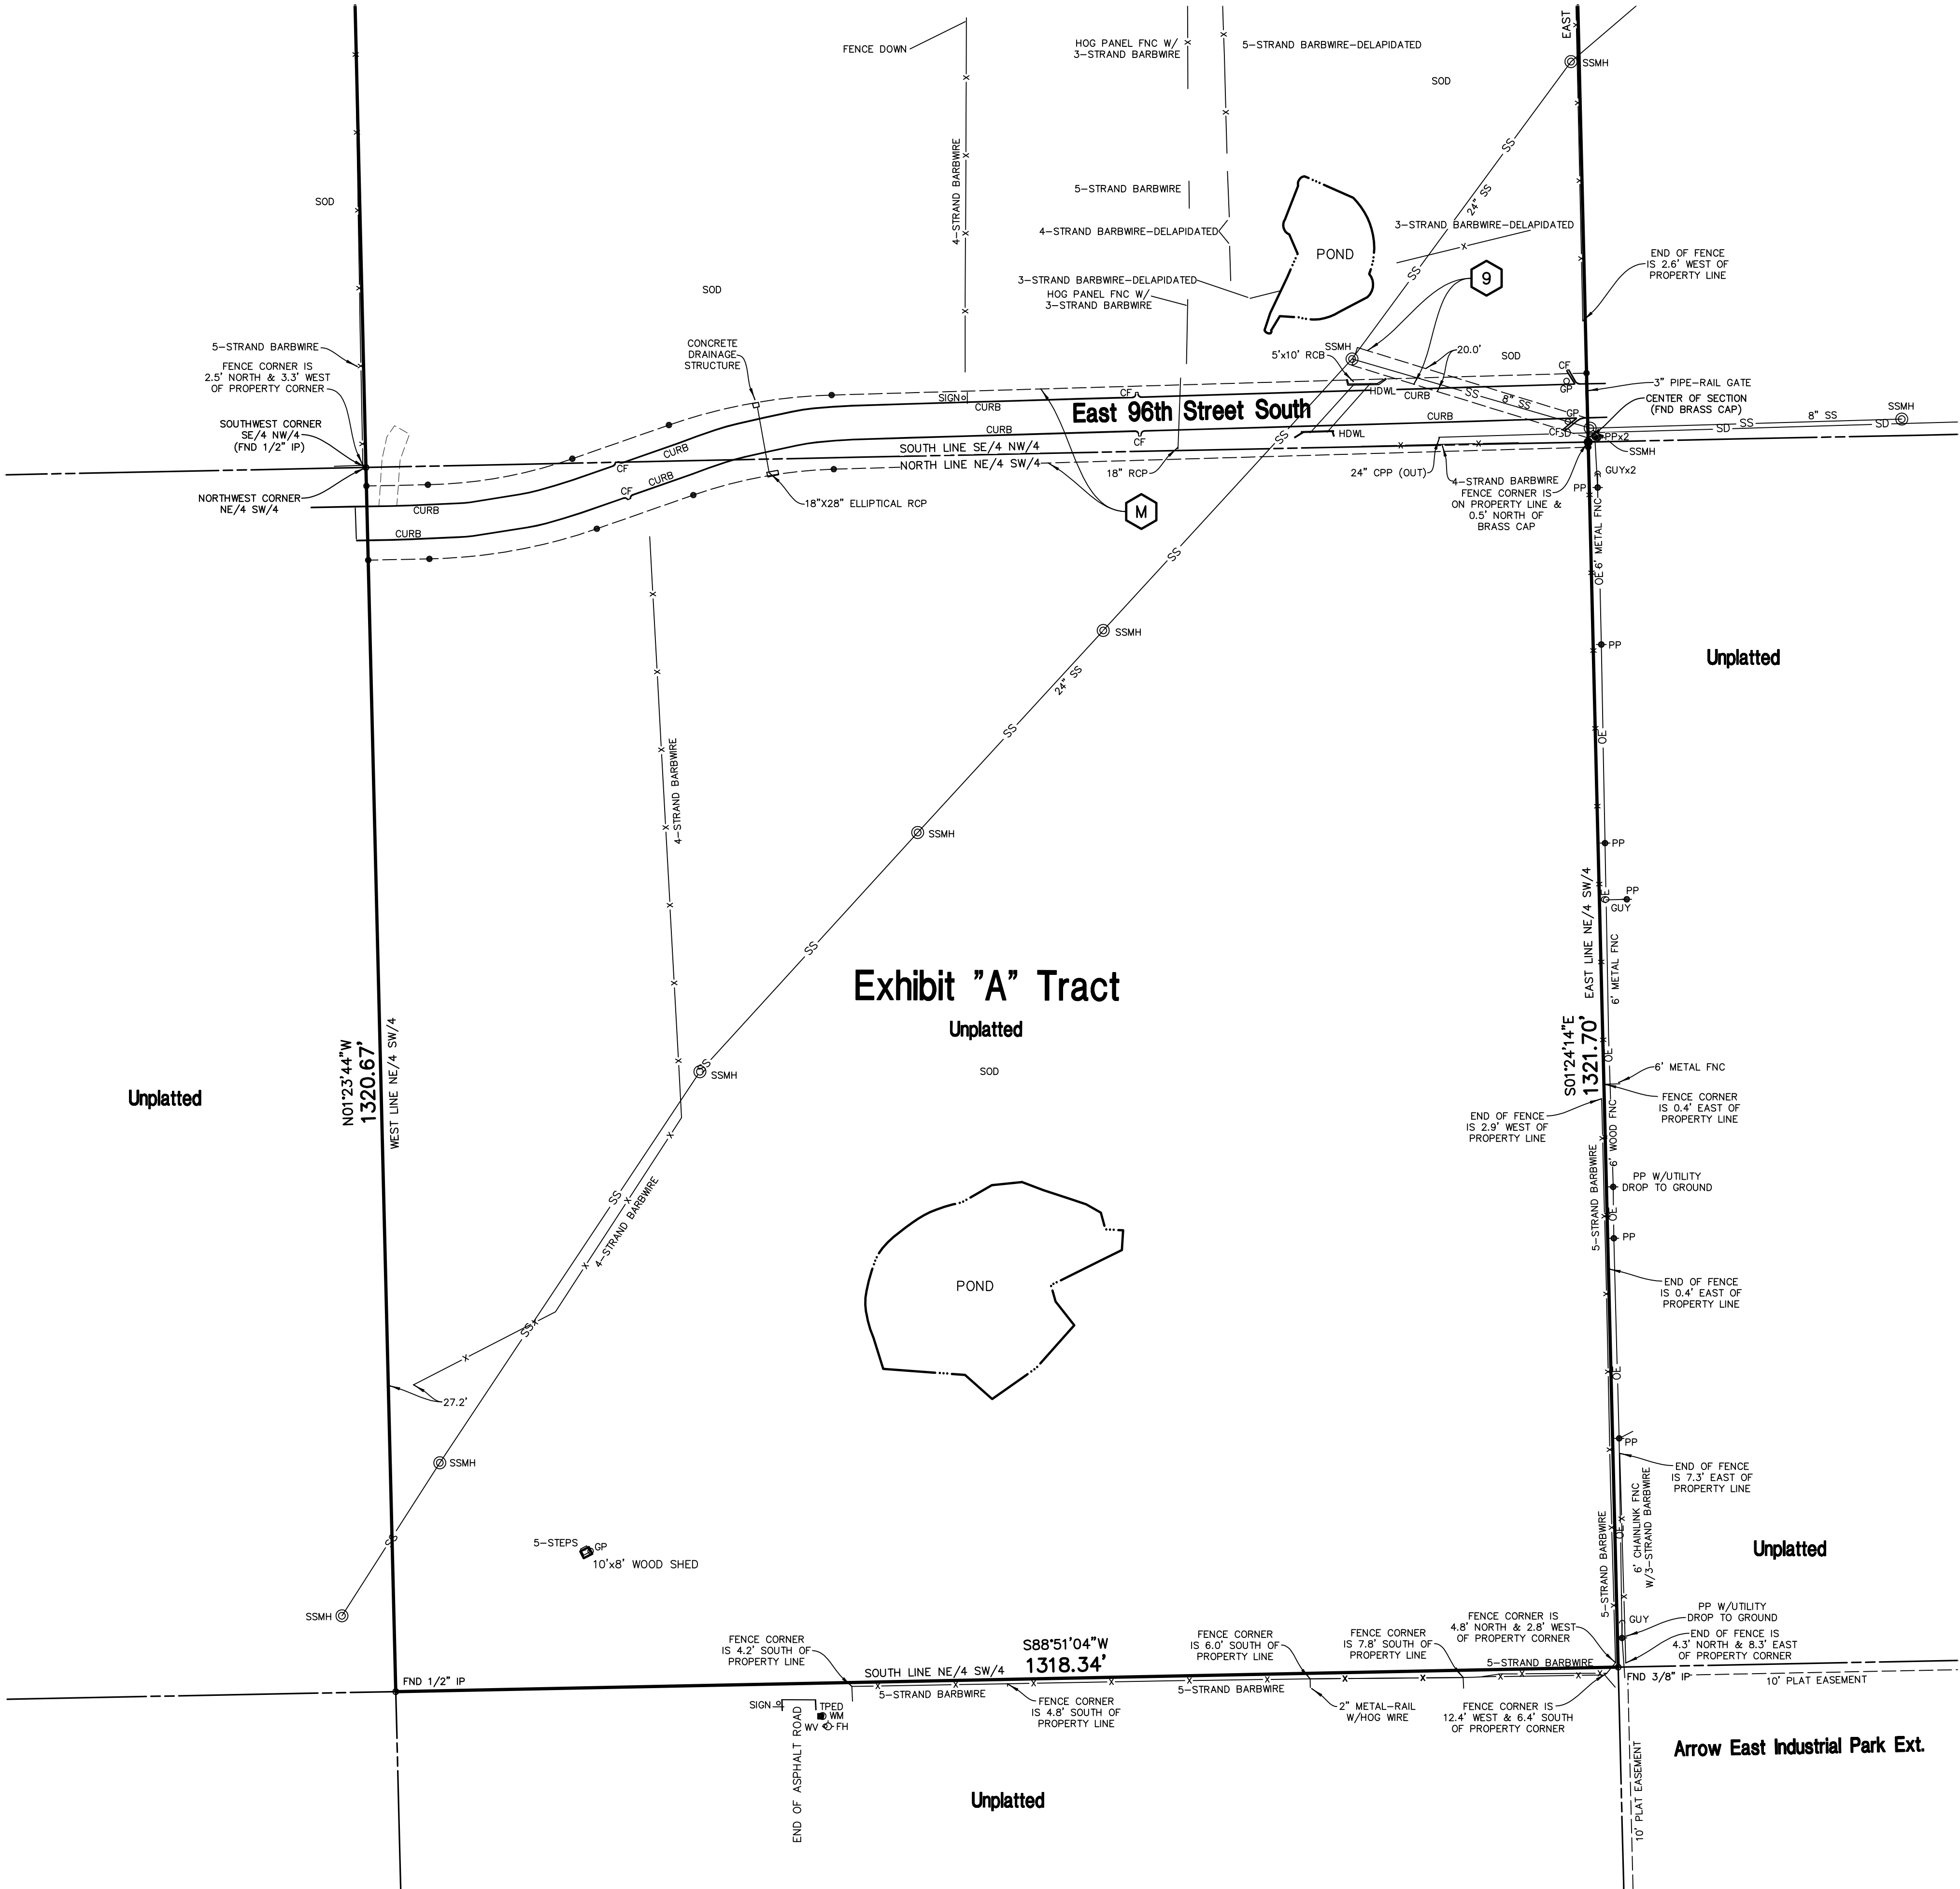 EAST
FENCE DOWN
HOG PANEL FNC W/
3-STRAND BARBWIRE
5-STRAND BARBWIRE-DELAPIDATED
SSMH
SOD
4-STRAND BARBWIRE
SS
24" SS
SOD
5-STRAND BARBWIRE
4-STRAND BARBWIRE-DELAPIDATED
3-STRAND BARBWIRE-DELAPIDATED
POND
END OF FENCE
IS 2.6' WEST OF
PROPERTY LINE
SS
9
3-STRAND BARBWIRE-DELAPIDATED
HOG PANEL FNC W/
3-STRAND BARBWIRE
SOD
5-STRAND BARBWIRE
FENCE CORNER IS
2.5' NORTH & 3.3' WEST
OF PROPERTY CORNER
CONCRETE
DRAINAGE
STRUCTURE
SSMH
5'x10' RCB
20.0'
SOD
CF
GP
3" PIPE-RAIL GATE
CENTER OF SECTION
(FND BRASS CAP)
SIGN
CURB
CF
East 96th Street South
HDWL
CURB
SS
8" SS
GP
8" SS
SSMH
SS
SD
SD
SOUTHWEST CORNER
SE/4 NW/4
(FND 1/2" IP)
CURB
CF
CURB
CF
SS
HDWL
CURB
CF
SD
PPx2
SSMH
SOUTH LINE SE/4 NW/4
NORTH LINE NE/4 SW/4
NORTHWEST CORNER
NE/4 SW/4
CURB
CF
CURB
CURB
18"X28" ELLIPTICAL RCP
18" RCP
M
24" CPP (OUT)
4-STRAND BARBWIRE
FENCE CORNER IS
ON PROPERTY LINE &
0.5' NORTH OF
BRASS CAP
GUYx2
PP
6' METAL FNC
OE
SS
SSMH
PP
Unplatted
24" SS
SS
OE
4-STRAND BARBWIRE
SSMH
PP
OE
PP
GUY
EAST LINE NE/4 SW/4
6' METAL FNC
SS
Exhibit "A" Tract
Unplatted
SOD
N01°23'44"W
1320.67'
WEST LINE NE/4 SW/4
Unplatted
SS
SSMH
S01°24'14"E
1321.70'
OE
6' METAL FNC
FENCE CORNER
IS 0.4' EAST OF
PROPERTY LINE
END OF FENCE
IS 2.9' WEST OF
PROPERTY LINE
6' WOOD FNC
5-STRAND BARBWIRE
PP W/UTILITY
DROP TO GROUND
OE
PP
SS
4-STRAND BARBWIRE
POND
END OF FENCE
IS 0.4' EAST OF
PROPERTY LINE
SS
27.2'
OE
SSMH
PP
END OF FENCE
IS 7.3' EAST OF
PROPERTY LINE
SS
5-STEPS
GP
10'x8' WOOD SHED
5-STRAND BARBWIRE
OE
6' CHAINLINK FNC
W/3-STRAND BARBWIRE
Unplatted
SSMH
PP W/UTILITY
DROP TO GROUND
GUY
FENCE CORNER IS
4.8' NORTH & 2.8' WEST
OF PROPERTY CORNER
END OF FENCE IS
4.3' NORTH & 8.3' EAST
OF PROPERTY CORNER
FENCE CORNER
IS 4.2' SOUTH OF
PROPERTY LINE
S88°51'04"W
1318.34'
FENCE CORNER
IS 6.0' SOUTH OF
PROPERTY LINE
FENCE CORNER
IS 7.8' SOUTH OF
PROPERTY LINE
5-STRAND BARBWIRE
SOUTH LINE NE/4 SW/4
FND 1/2" IP
FND 3/8" IP
10' PLAT EASEMENT
5-STRAND BARBWIRE
5-STRAND BARBWIRE
SIGN
TPED
WM
WV
FH
FENCE CORNER
IS 4.8' SOUTH OF
PROPERTY LINE
2" METAL-RAIL
W/HOG WIRE
FENCE CORNER IS
12.4' WEST & 6.4' SOUTH
OF PROPERTY CORNER
END OF ASPHALT ROAD
Unplatted
10' PLAT EASEMENT
Arrow East Industrial Park Ext.